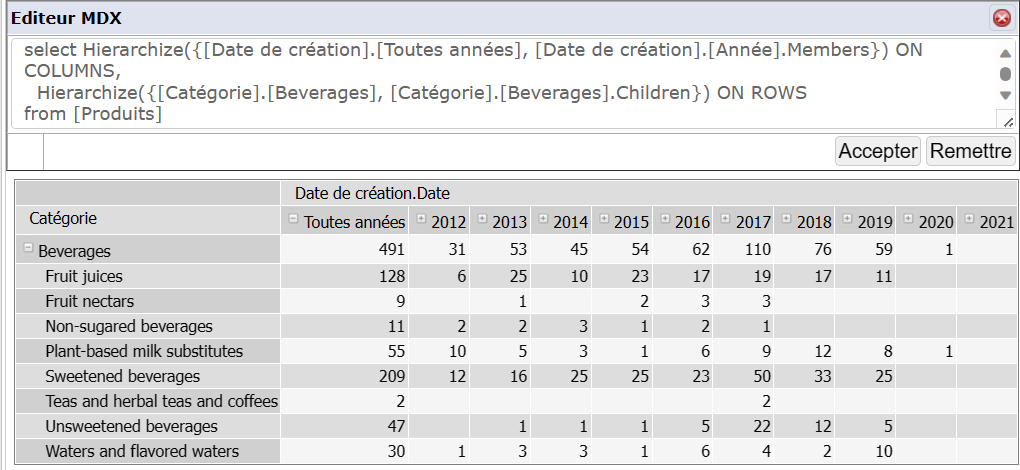 Editeur MDX
select Hierarchize({[Date de création].[Toutes années], [Date de création].[Année].Members}) ON
COLUMNS,
Hierarchize({[Catégorie].[Beverages], [Catégorie].[Beverages].Children}) ON ROWS
from [Produits]
Accepter Remettre
Date de création.Date
Catégorie Toutes années 2012 2013 2014 2015 2016 2017 2018 2019 2020 2021
Beverages 491 31 53 45 54 62 110 76 59 1
Fruit juices 128 6 25 10 23 17 19 17 11
Fruit nectars 9 1 2 3 3
Non-sugared beverages 11 2 2 3 1 2 1
Plant-based milk substitutes 55 10 5 3 1 6 9 12 8 1
Sweetened beverages 209 12 16 25 25 23 50 33 25
Teas and herbal teas and coffees 2 2
Unsweetened beverages 47 1 1 1 5 22 12 5
Waters and flavored waters 30 1 3 3 1 6 4 2 10